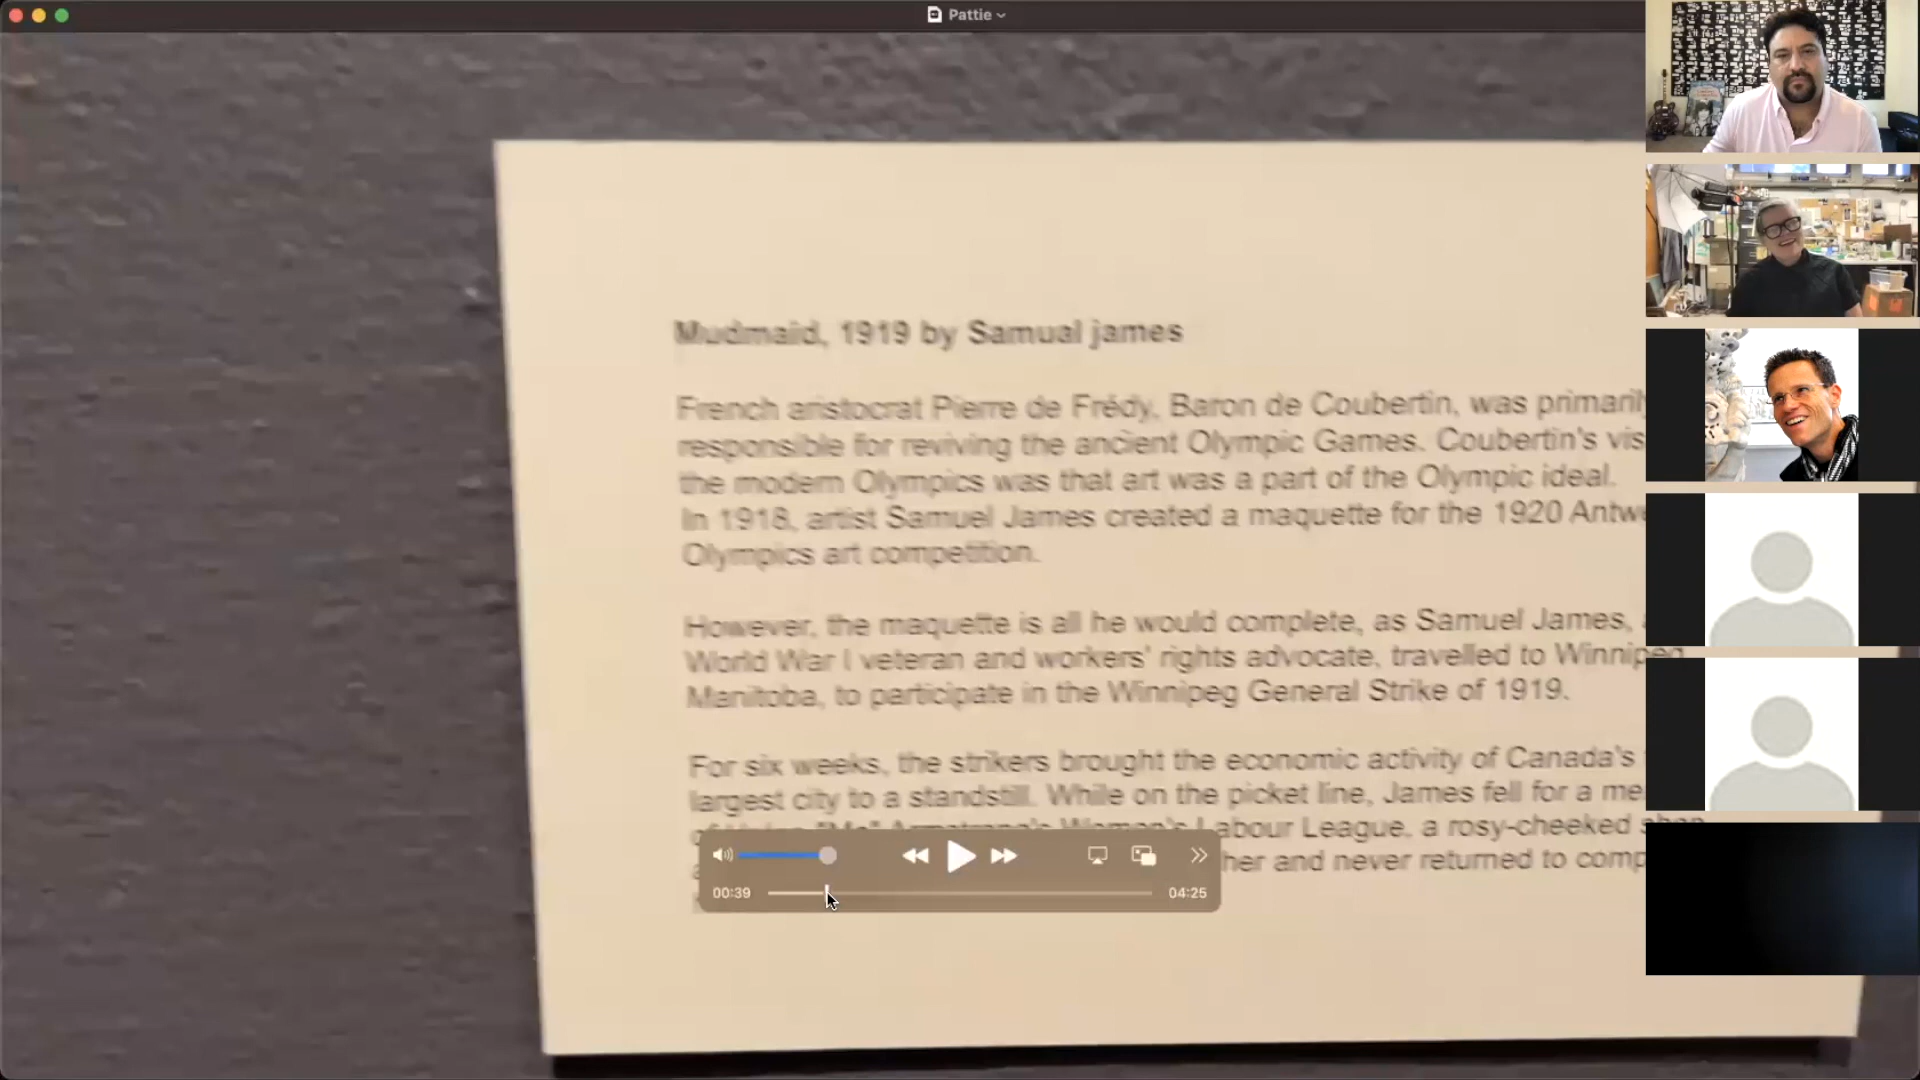 Pattie
Mudmaid, 1919 by Samual james
French aristocrat Pierre de Frédy, Baron de Coubertin, was primarily
responsible for reviving the ancient Olympic Games. Coubertin's vis
the modern Olympics was that art was a part of the Olympic ideal.
In 1918, artist Samuel James created a maquette for the 1920 Antwe
Olympics art competition.
However, the maquette is all he would complete, as Samuel James,
World War I veteran and workers' rights advocate, travelled to Winnipeg
Manitoba, to participate in the Winnipeg General Strike of 1919.
For six weeks, the strikers brought the economic activity of Canada's
largest city to a standstill. While on the picket line, James fell for a me
Women's Labour League, a rosy-cheeked shop
her and never returned to comp
00:39
04:25